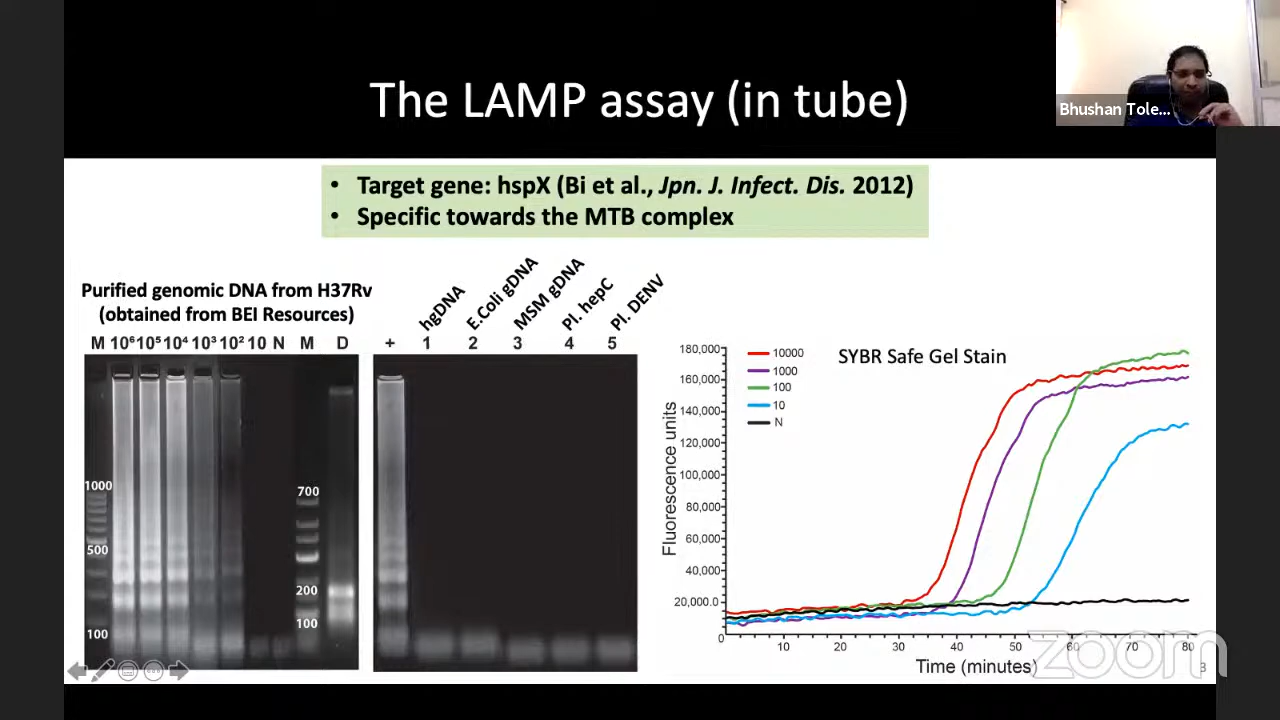 The LAMP assay (in tube)
Bhushan Tole...
• Target gene: hspX (Bi et al., Jpn. J. Infect. Dis. 2012)
• Specific towards the MTB complex
Purified genomic DNA from H37Rv
(obtained from BEI Resources)
M 10⁶ 10⁵ 10⁴ 10³ 10² 10 N M D
1000
500
100
700
200
100
hgDNA
E.Coli gDNA
MSM gDNA
Pl. hepC
Pl. DENV
+ 1 2 3 4 5
SYBR Safe Gel Stain
10000
1000
100
10
N
Fluorescence units
180,000
160,000
140,000
120,000
100,000
80,000
60,000
40,000
20,000.0
0 10 20 30 40 50 60 70 80
Time (minutes)
zoom